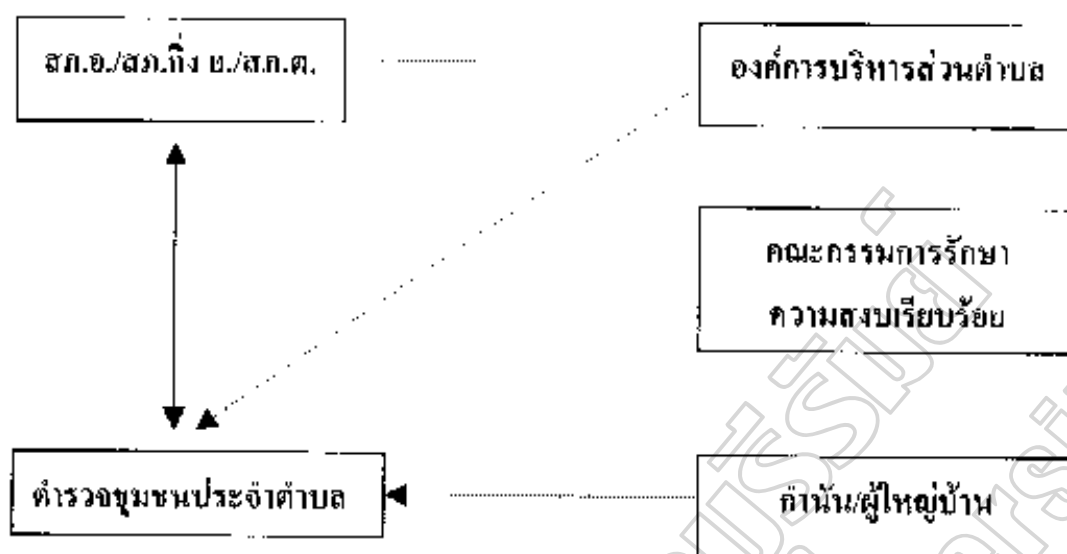 สภ.อ./สภ.กิ่ง อ./สภ.ต.
องค์การบริหารส่วนตำบล
คณะกรรมการรักษา
ความสงบเรียบร้อย
ตำรวจชุมชนประจำตำบล
กำนัน/ผู้ใหญ่บ้าน